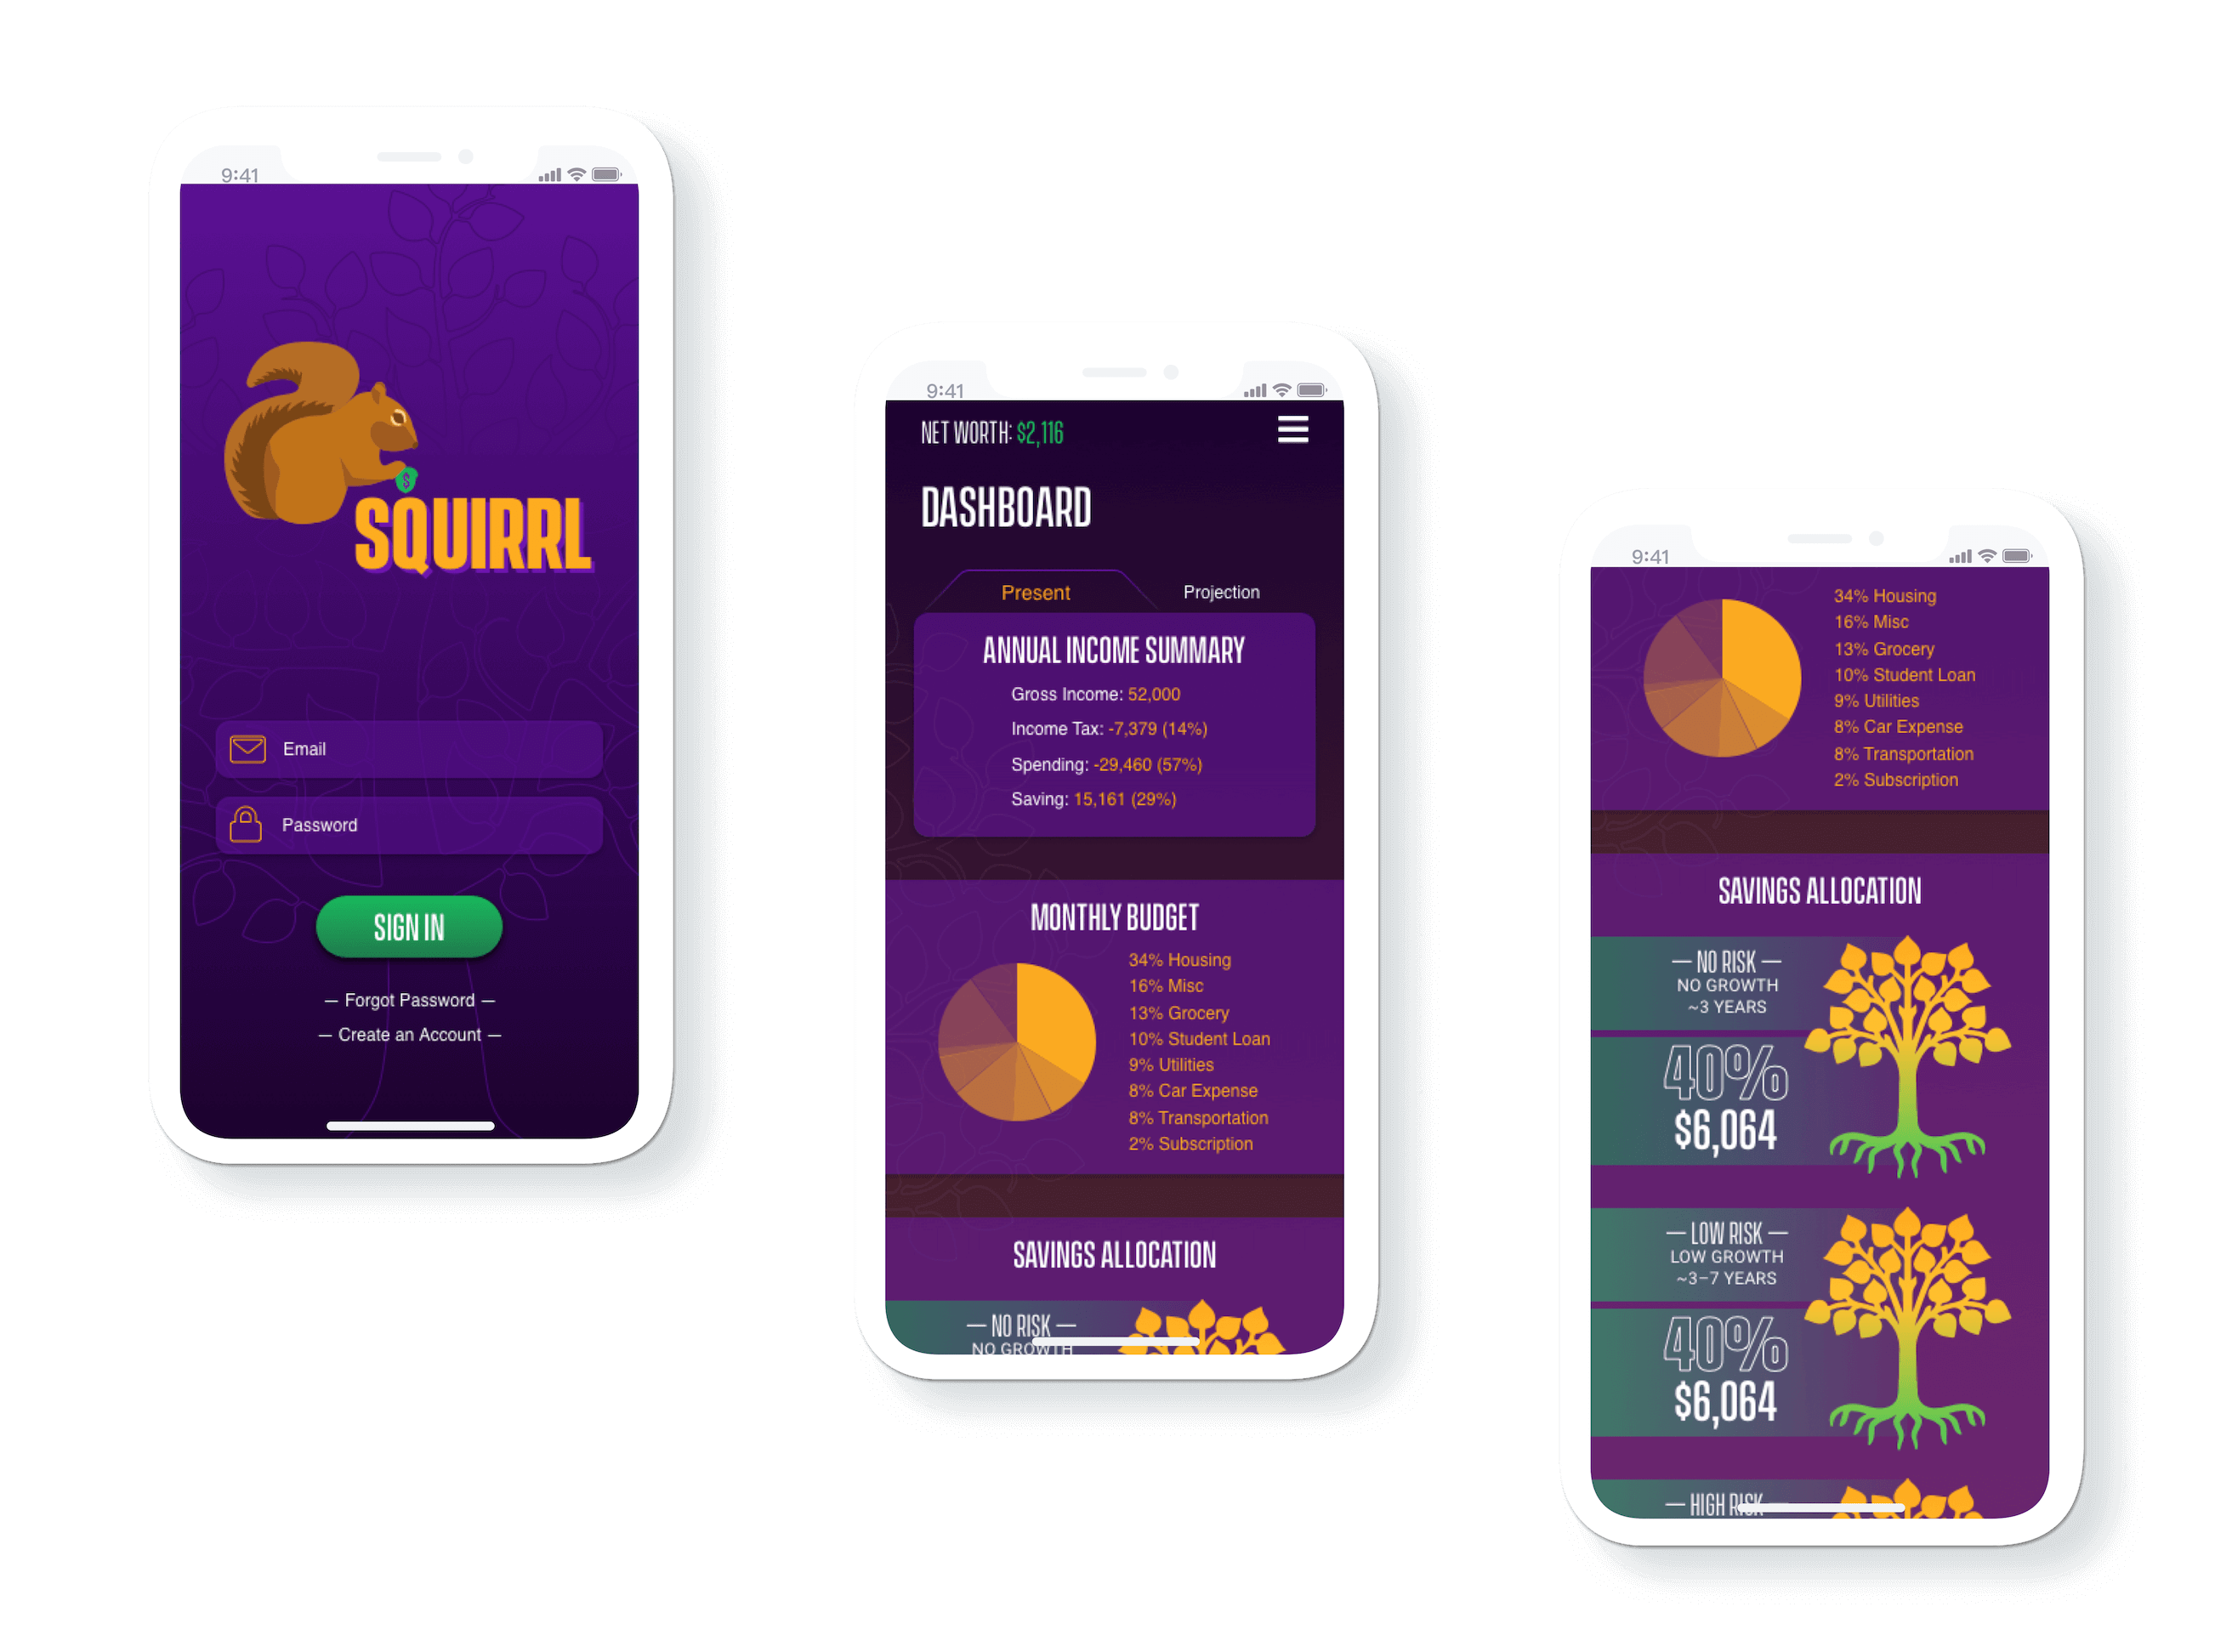 9:41
$
SQUIRRL
Email
Password
SIGN IN
— Forgot Password —
— Create an Account —
9:41
NET WORTH: $2,116
DASHBOARD
Present
Projection
ANNUAL INCOME SUMMARY
Gross Income: 52,000
Income Tax: -7,379 (14%)
Spending: -29,460 (57%)
Saving: 15,161 (29%)
MONTHLY BUDGET
34% Housing
16% Misc
13% Grocery
10% Student Loan
9% Utilities
8% Car Expense
8% Transportation
2% Subscription
SAVINGS ALLOCATION
— NO RISK —
NO GROWTH
9:41
34% Housing
16% Misc
13% Grocery
10% Student Loan
9% Utilities
8% Car Expense
8% Transportation
2% Subscription
SAVINGS ALLOCATION
— NO RISK —
NO GROWTH
~3 YEARS
40%
$6,064
— LOW RISK —
LOW GROWTH
~3–7 YEARS
40%
$6,064
— HIGH RISK —